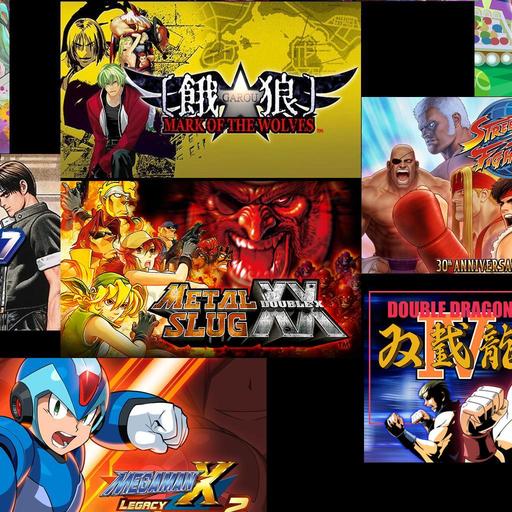 餓狼
GAROU
MARK OF THE WOLVES
STREET
FIGHTER
30TH ANNIVERSARY
7
METAL
SLUG
XX
DOUBLE X
DOUBLE DRAGON
IV
双截龍
MEGAMAN X
LEGACY
2